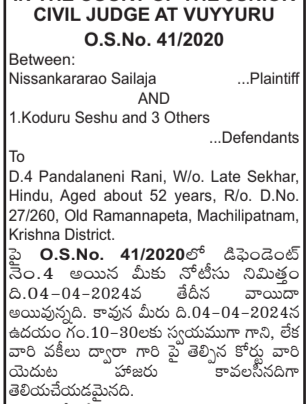 CIVIL JUDGE AT VUYYURU
O.S.No. 41/2020
Between:
Nissankararao Sailaja ...Plaintiff
AND
1.Koduru Seshu and 3 Others
...Defendants
To
D.4 Pandalaneni Rani, W/o. Late Sekhar,
Hindu, Aged about 52 years, R/o. D.No.
27/260, Old Ramannapeta, Machilipatnam,
Krishna District.
పై O.S.No. 41/2020లో డిఫెండెంట్
నెం.4 అయిన మీకు నోటీసు నిమిత్తం
ది.04-04-2024వ తేదీన వాయిదా
అయివున్నది. కావున మీరు ది.04-04-2024న
ఉదయం గం.10-30లకు స్వయముగా గాని, లేక
వారి వకీలు ద్వారా గారి పై తెల్పిన కోర్టు వారి
యెదుట హాజరు కావలసినదిగా
తెలియచేయడమైనది.